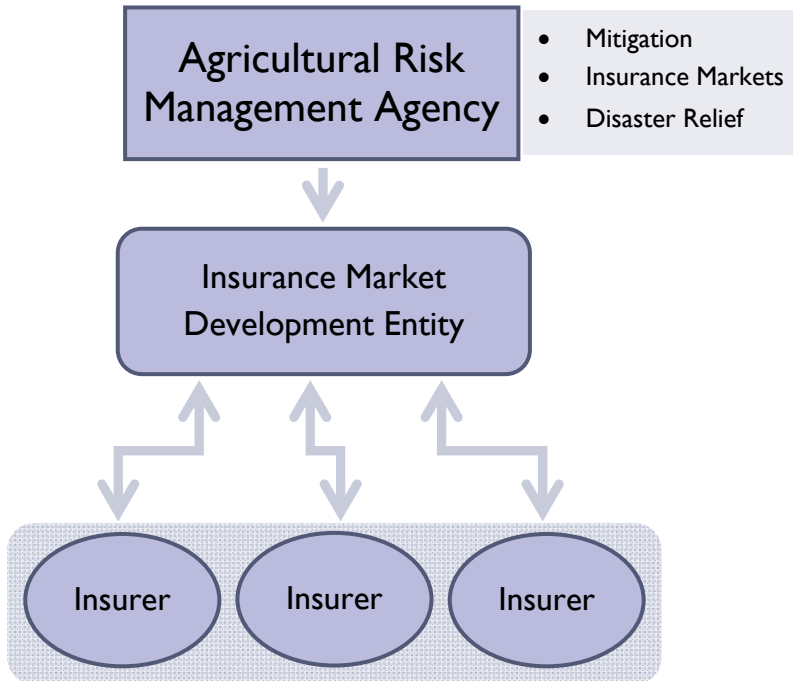 Agricultural Risk
Management Agency
• Mitigation
• Insurance Markets
• Disaster Relief
Insurance Market
Development Entity
Insurer
Insurer
Insurer